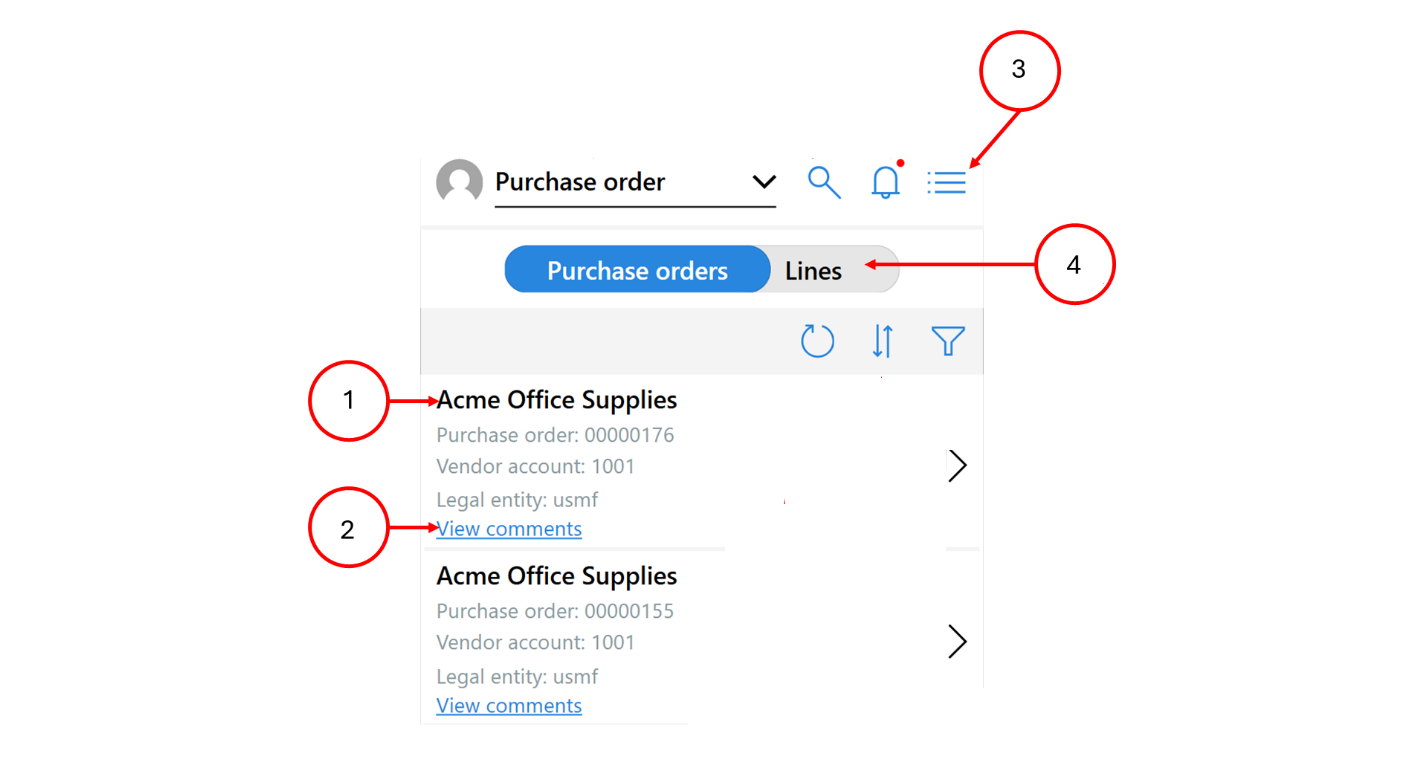 3
Purchase order
Purchase orders
Lines
4
1
Acme Office Supplies
Purchase order: 00000176
Vendor account: 1001
Legal entity: usmf
2
View comments
Acme Office Supplies
Purchase order: 00000155
Vendor account: 1001
Legal entity: usmf
View comments